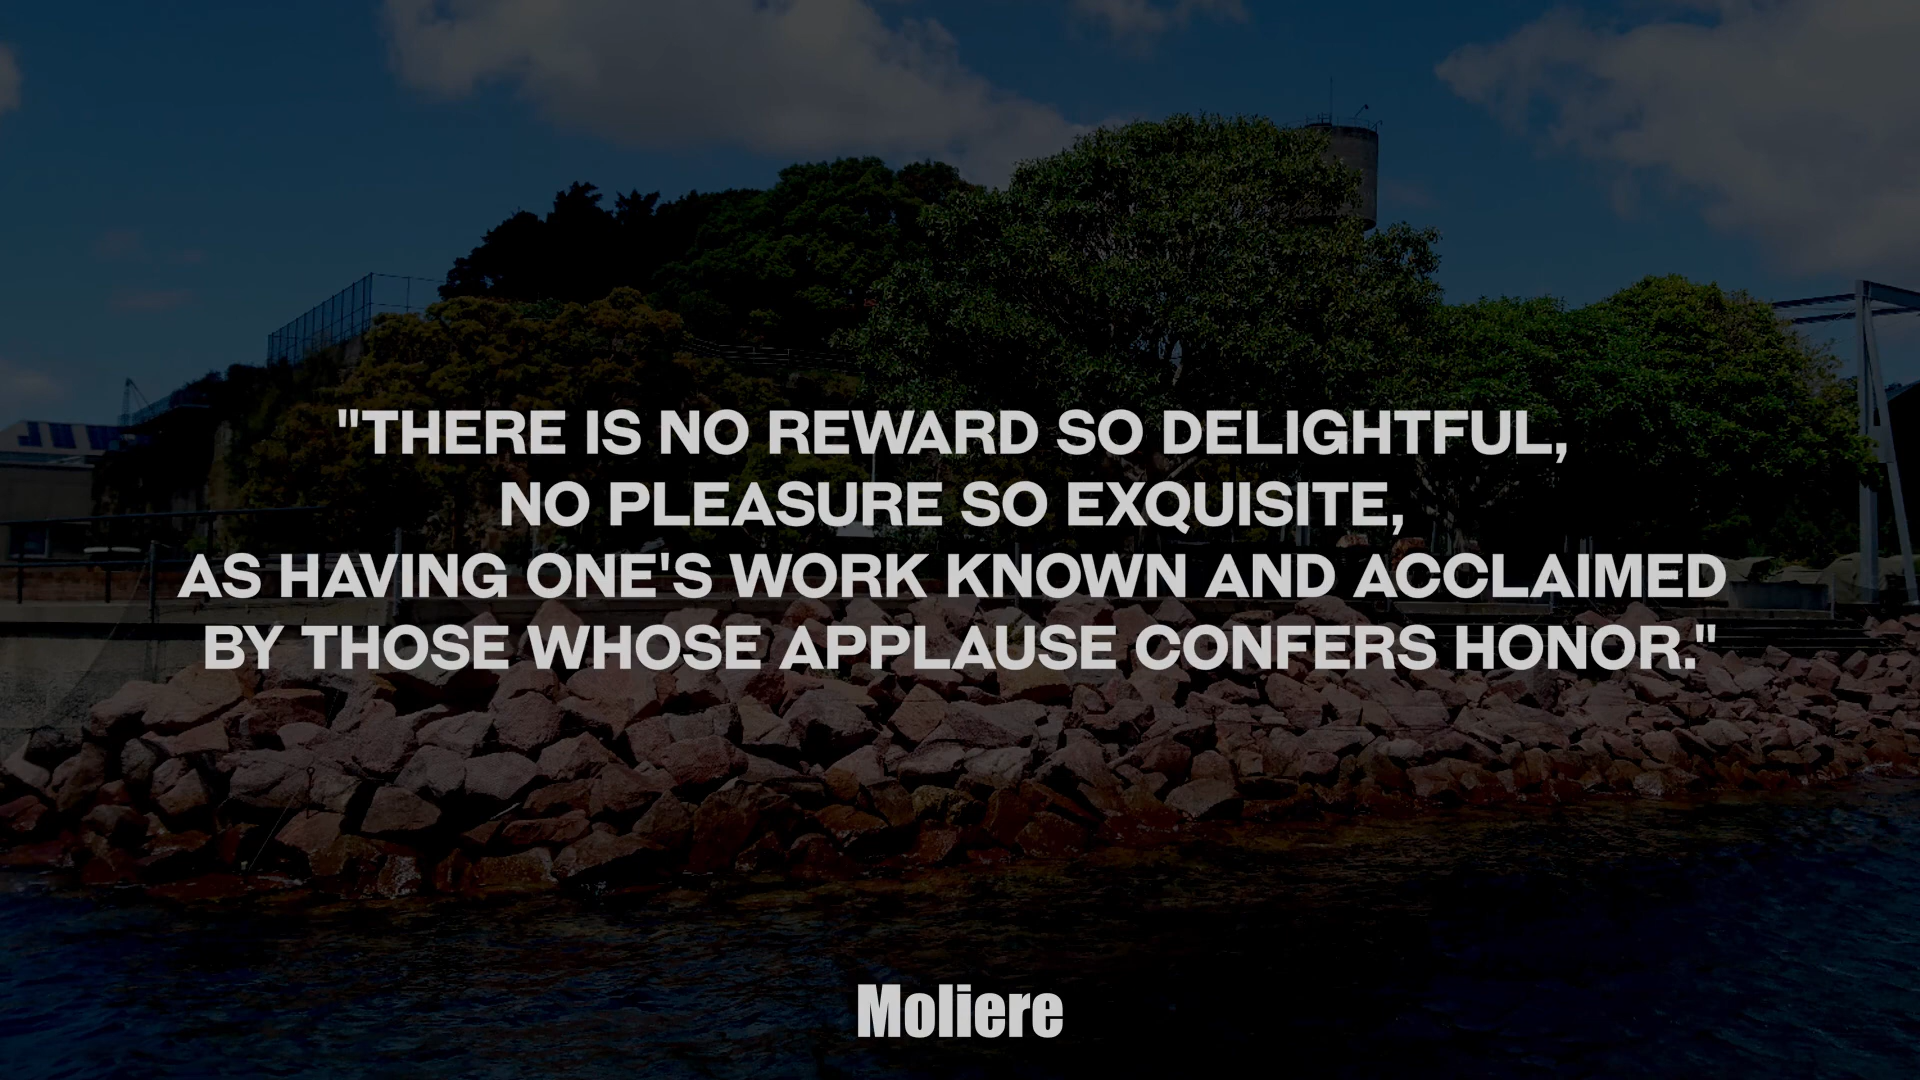 "THERE IS NO REWARD SO DELIGHTFUL,
NO PLEASURE SO EXQUISITE,
AS HAVING ONE'S WORK KNOWN AND ACCLAIMED
BY THOSE WHOSE APPLAUSE CONFERS HONOR."
Moliere